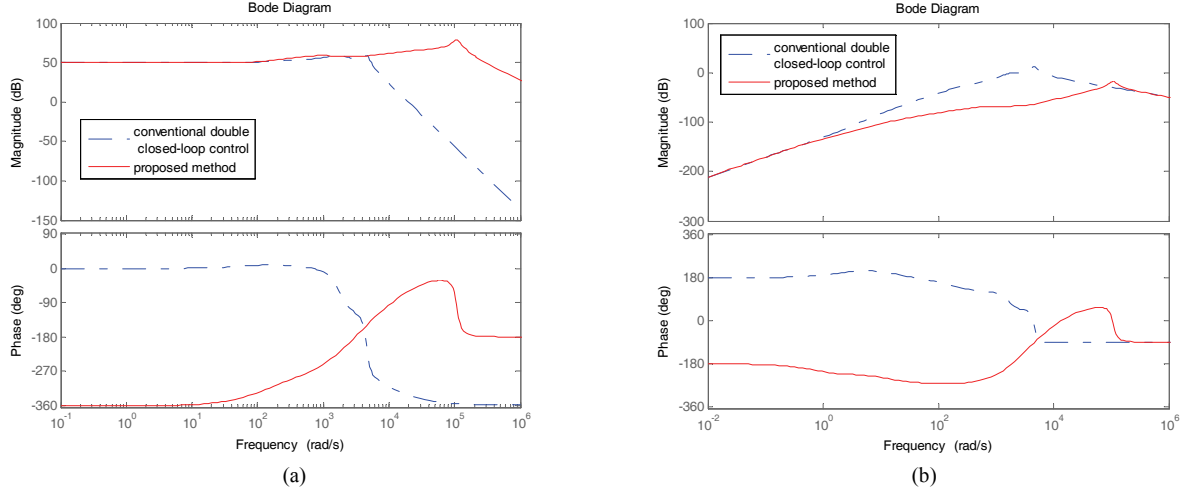 Bode Diagram
100
50
0
-50
-100
-150
Magnitude (dB)
conventional double
closed-loop control
proposed method
90
0
-90
-180
-270
-360
Phase (deg)
10^-1
10^0
10^1
10^2
10^3
10^4
10^5
10^6
Frequency (rad/s)
(a)
Bode Diagram
100
0
-100
-200
-300
Magnitude (dB)
conventional double
closed-loop control
proposed method
360
180
0
-180
-360
Phase (deg)
10^-2
10^0
10^2
10^4
10^6
Frequency (rad/s)
(b)